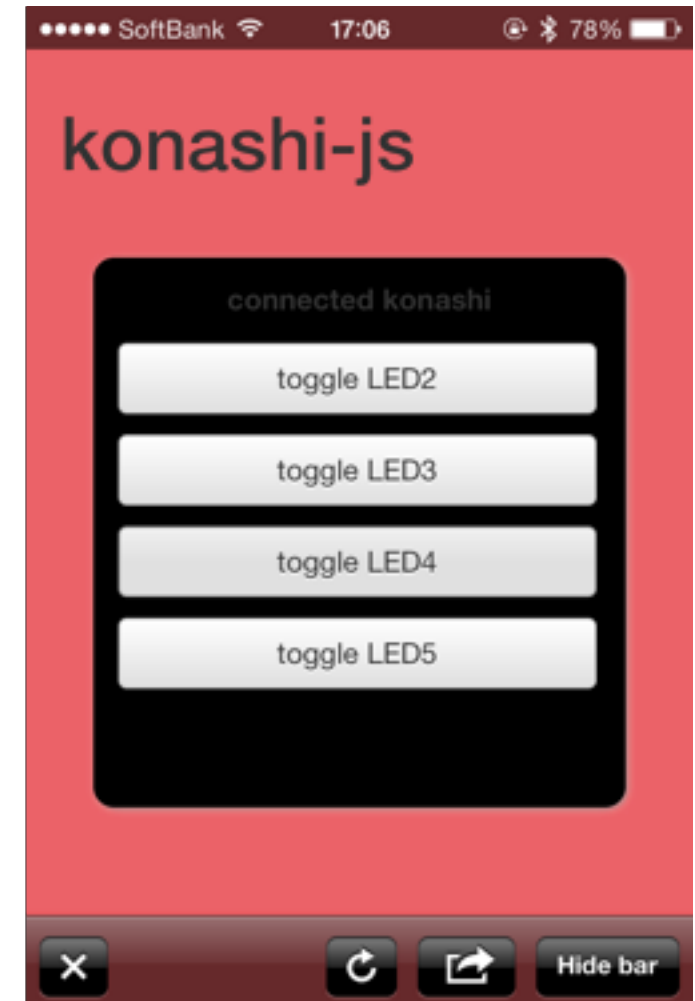 SoftBank 17:06 78%
konashi-js
connected konashi
toggle LED2
toggle LED3
toggle LED4
toggle LED5
Hide bar